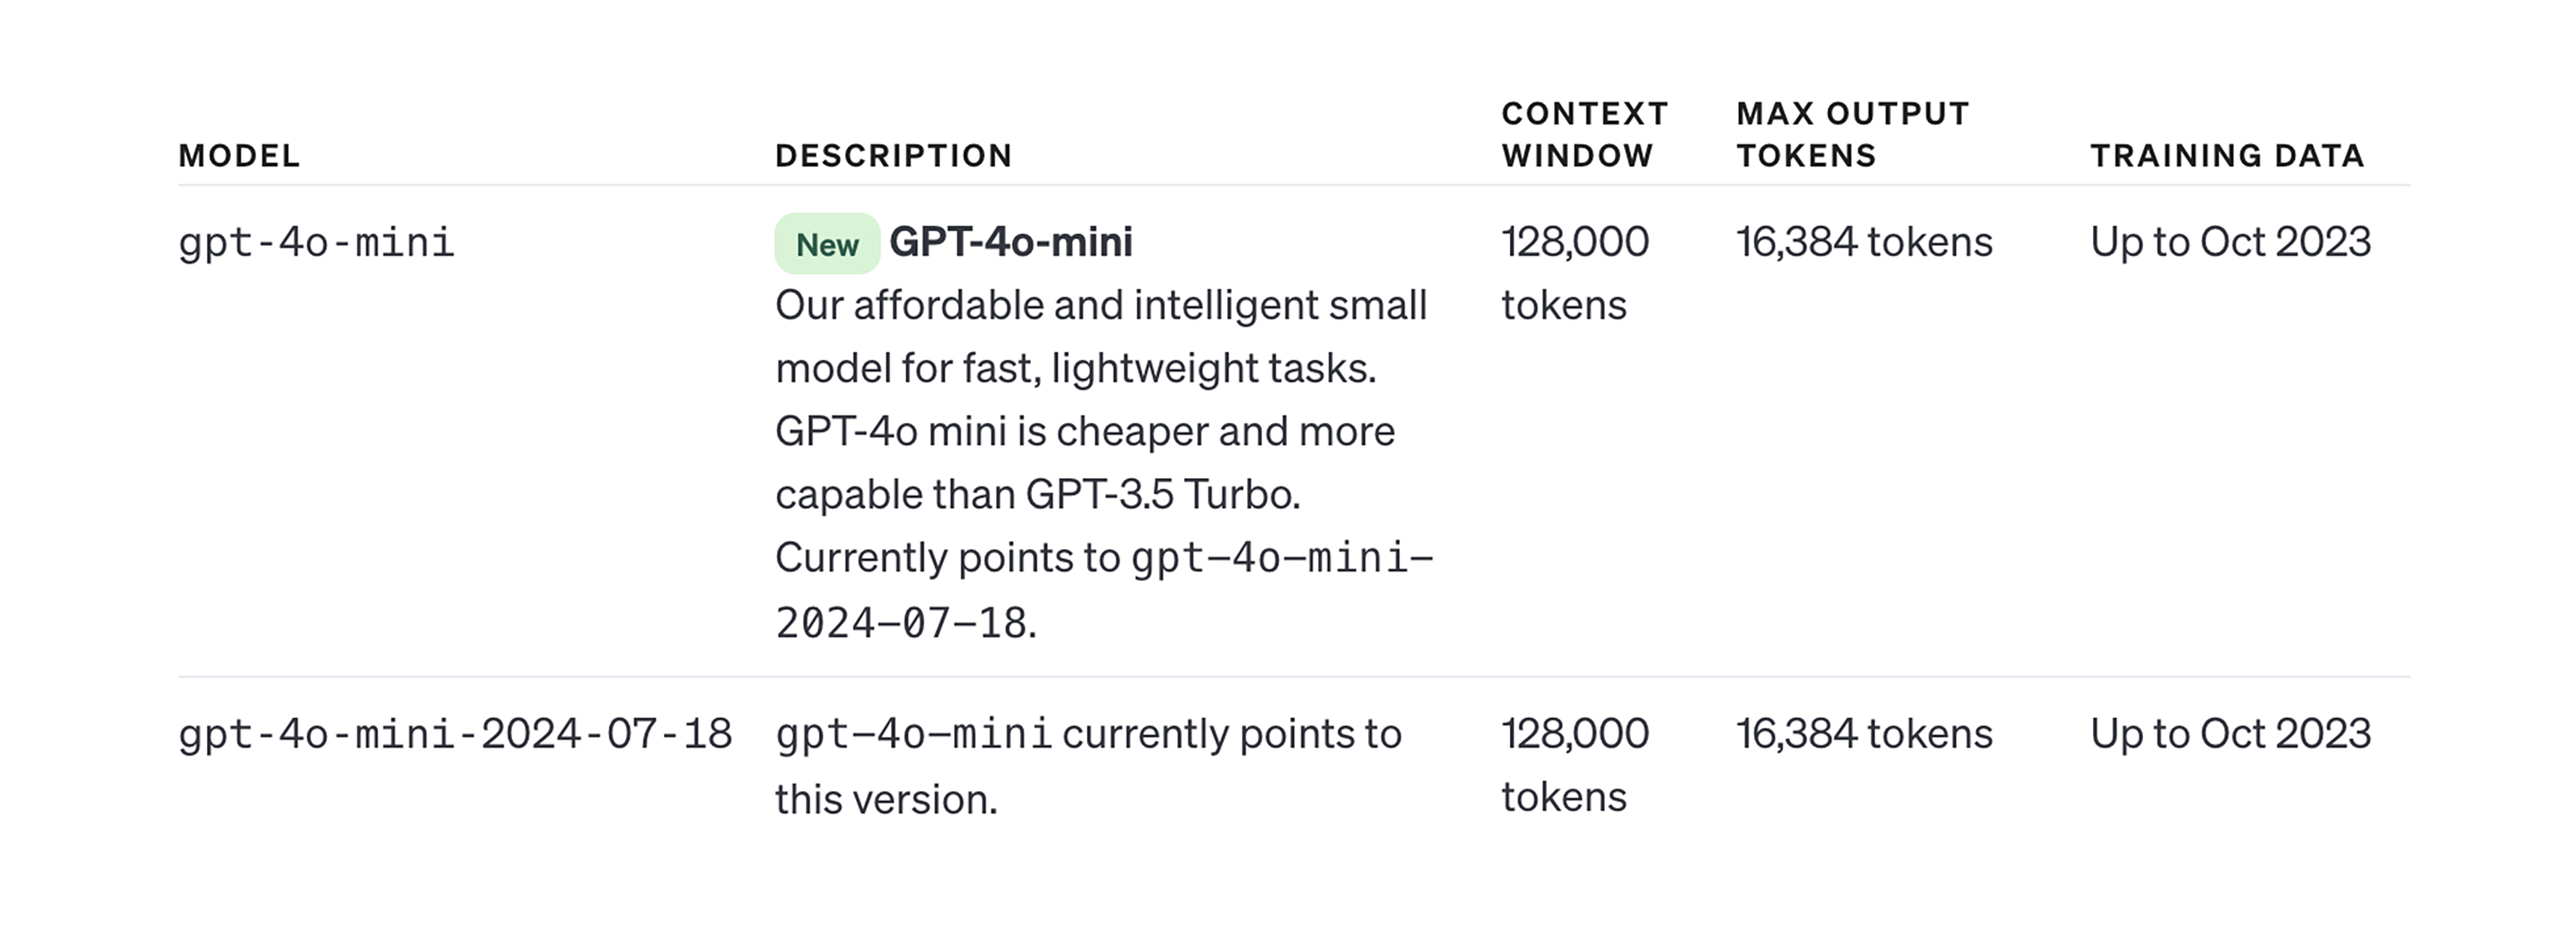 MODEL
DESCRIPTION
CONTEXT
WINDOW
MAX OUTPUT
TOKENS
TRAINING DATA
gpt-4o-mini
New GPT-4o-mini
Our affordable and intelligent small
model for fast, lightweight tasks.
GPT-4o mini is cheaper and more
capable than GPT-3.5 Turbo.
Currently points to gpt-4o-mini-
2024-07-18.
128,000
tokens
16,384 tokens
Up to Oct 2023
gpt-4o-mini-2024-07-18
gpt-4o-mini currently points to
this version.
128,000
tokens
16,384 tokens
Up to Oct 2023